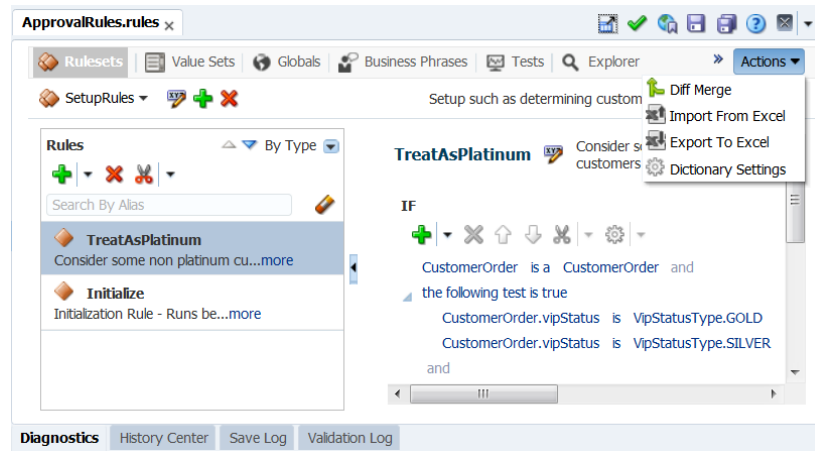 ApprovalRules.rules x
Rulesets Value Sets Globals Business Phrases Tests Explorer » Actions
Diff Merge
Import From Excel
Export To Excel
Dictionary Settings
SetupRules
Setup such as determining custom
Rules
By Type
Search By Alias
TreatAsPlatinum
Consider some non platinum cu...more
Initialize
Initialization Rule - Runs be...more
TreatAsPlatinum
Consider s
customers
IF
CustomerOrder is a CustomerOrder and
the following test is true
CustomerOrder.vipStatus is VipStatusType.GOLD
CustomerOrder.vipStatus is VipStatusType.SILVER
and
Diagnostics History Center Save Log Validation Log